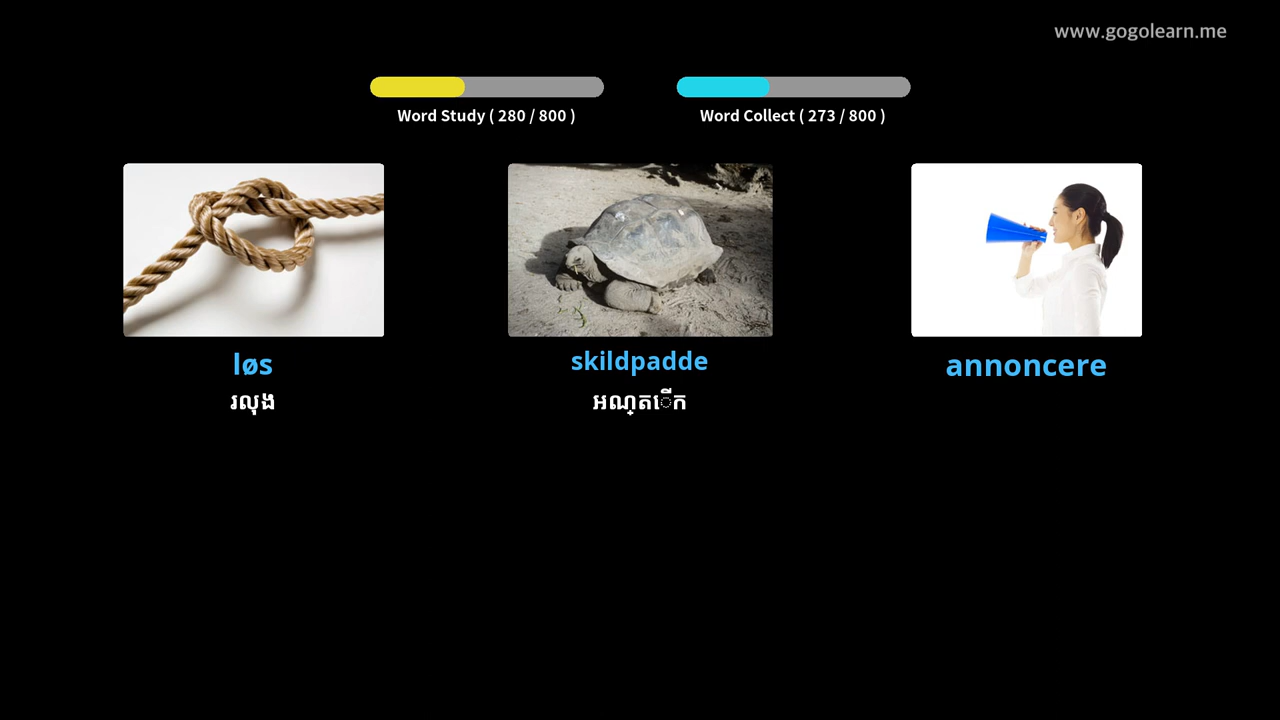 www.gogolearn.me
Word Study ( 280 / 800 )
Word Collect ( 273 / 800 )
løs
skildpadde
annoncere
រលុង
អណ្តើក